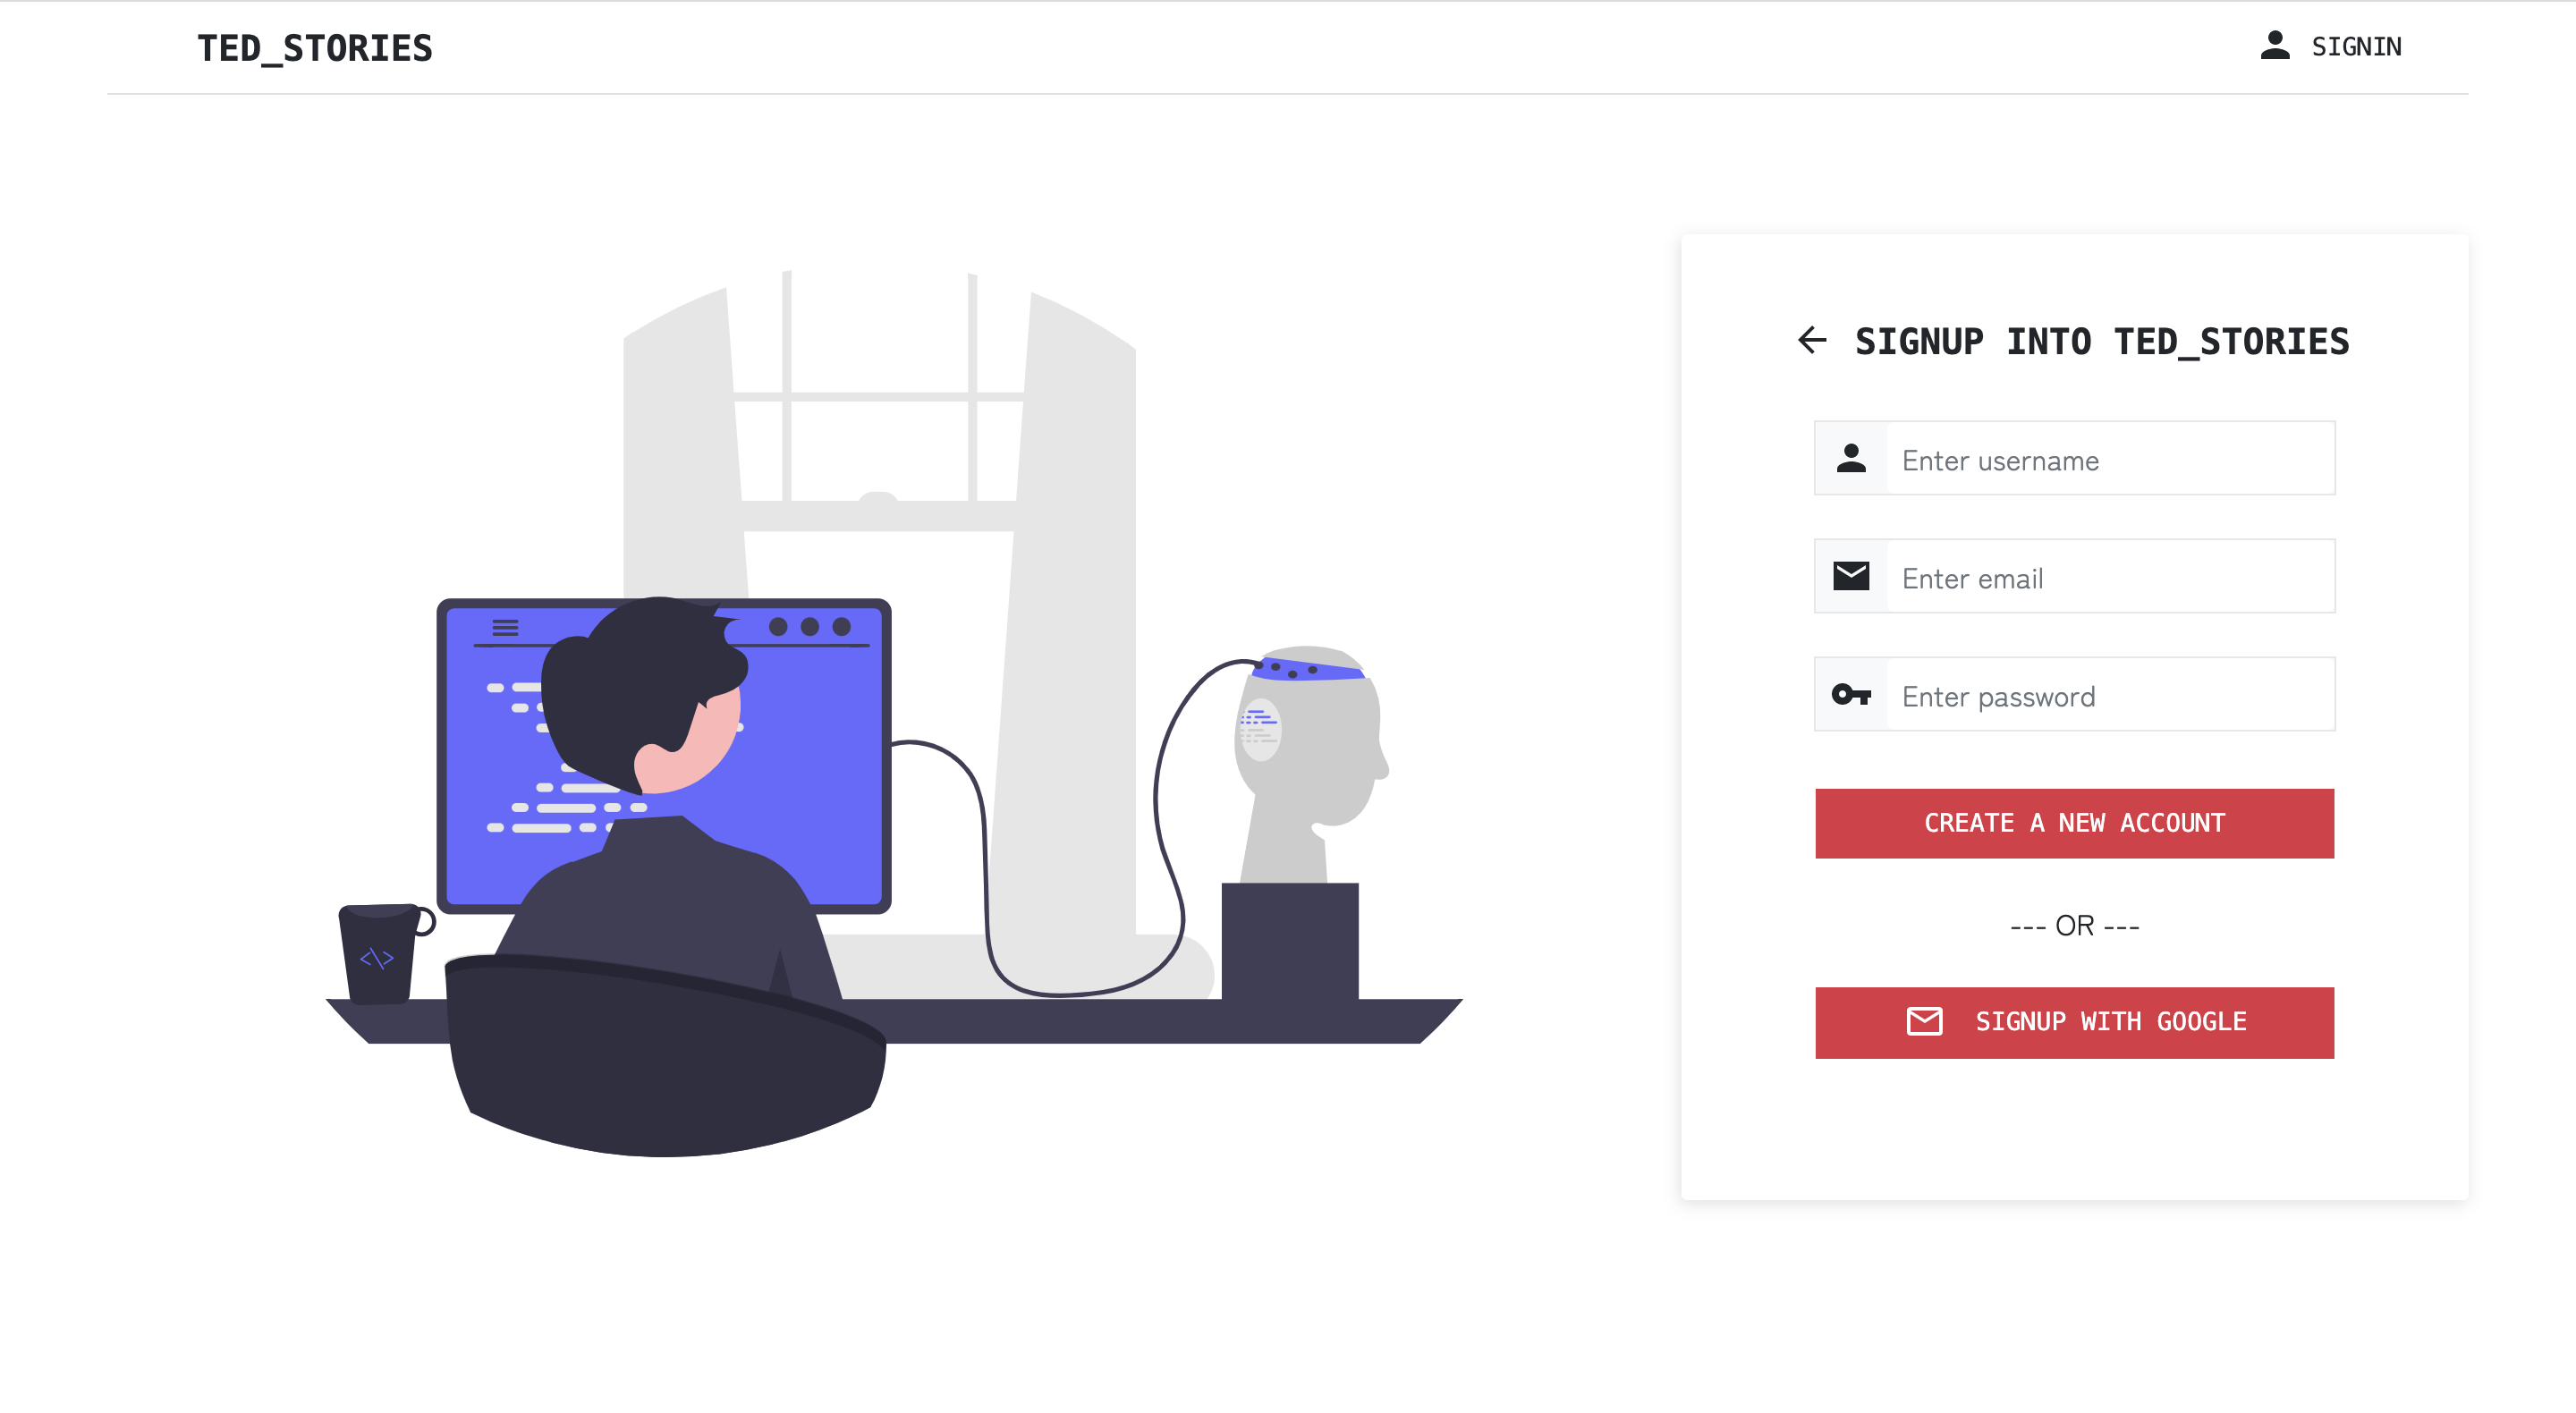 TED_STORIES
SIGNIN
SIGNUP INTO TED_STORIES
Enter username
Enter email
Enter password
CREATE A NEW ACCOUNT
--- OR ---
SIGNUP WITH GOOGLE
<\>